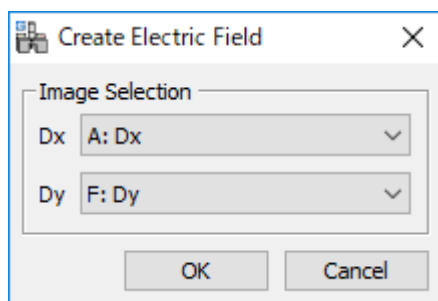 Create Electric Field
Image Selection
Dx A: Dx
Dy F: Dy
OK Cancel